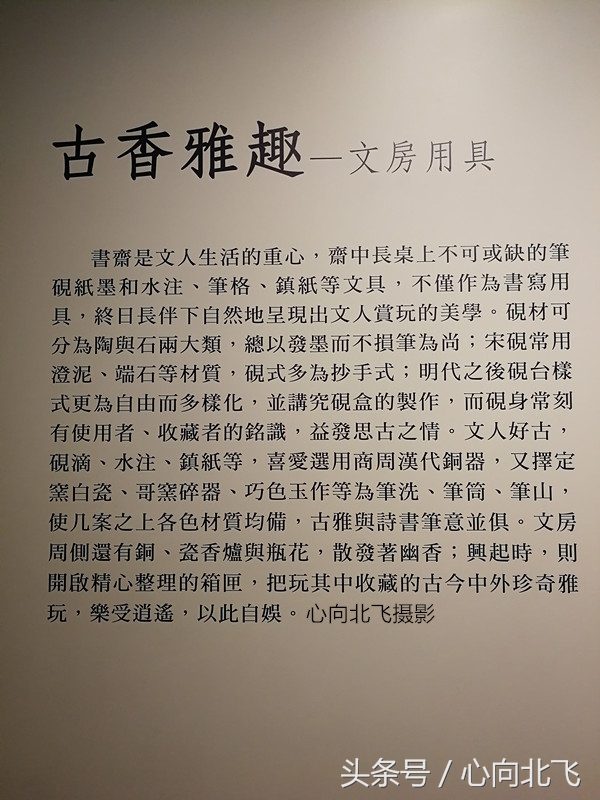 古香雅趣—文房用具
書齋是文人生活的重心，齋中長桌上不可或缺的筆
硯紙墨和水注、筆格、鎮紙等文具，不僅作為書寫用
具，終日長伴下自然地呈現出文人賞玩的美學。硯材可
分為陶與石兩大類，總以發墨而不損筆為尚；宋硯常用
澄泥、端石等材質，硯式多為抄手式；明代之後硯台樣
式更為自由而多樣化，並講究硯盒的製作，而硯身常刻
有使用者、收藏者的銘識，益發思古之情。文人好古，
硯滴、水注、鎮紙等，喜愛選用商周漢代銅器，又擇定
窯白瓷、哥窯碎器、巧色玉作等為筆洗、筆筒、筆山，
使几案之上各色材質均備，古雅與詩書筆意並俱。文房
周側還有銅、瓷香爐與瓶花，散發著幽香；興起時，則
開啟精心整理的箱匣，把玩其中收藏的古今中外珍奇雅
玩，樂受逍遙，以此自娛。心向北飞摄影
头条号 / 心向北飞